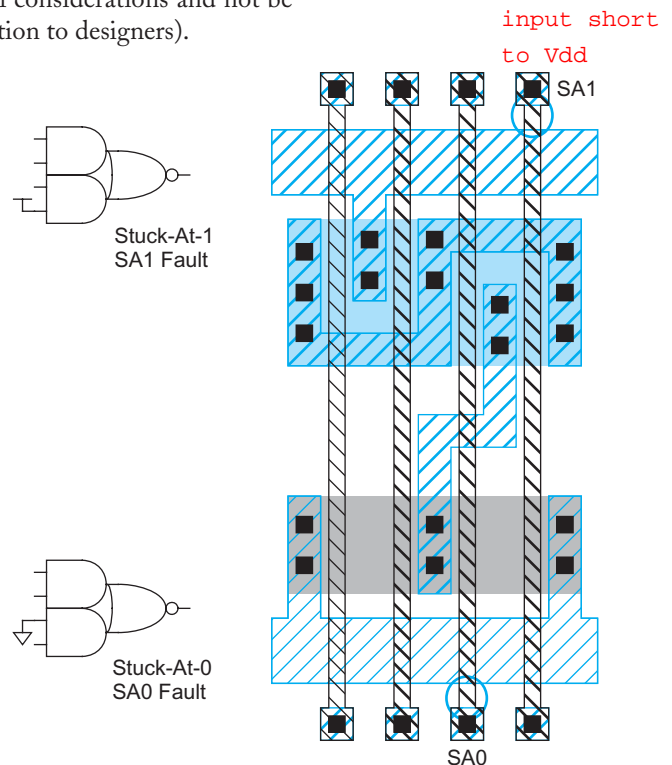 l considerations and not be
tion to designers).
input short
to Vdd
SA1
Stuck-At-1
SA1 Fault
Stuck-At-0
SA0 Fault
SA0